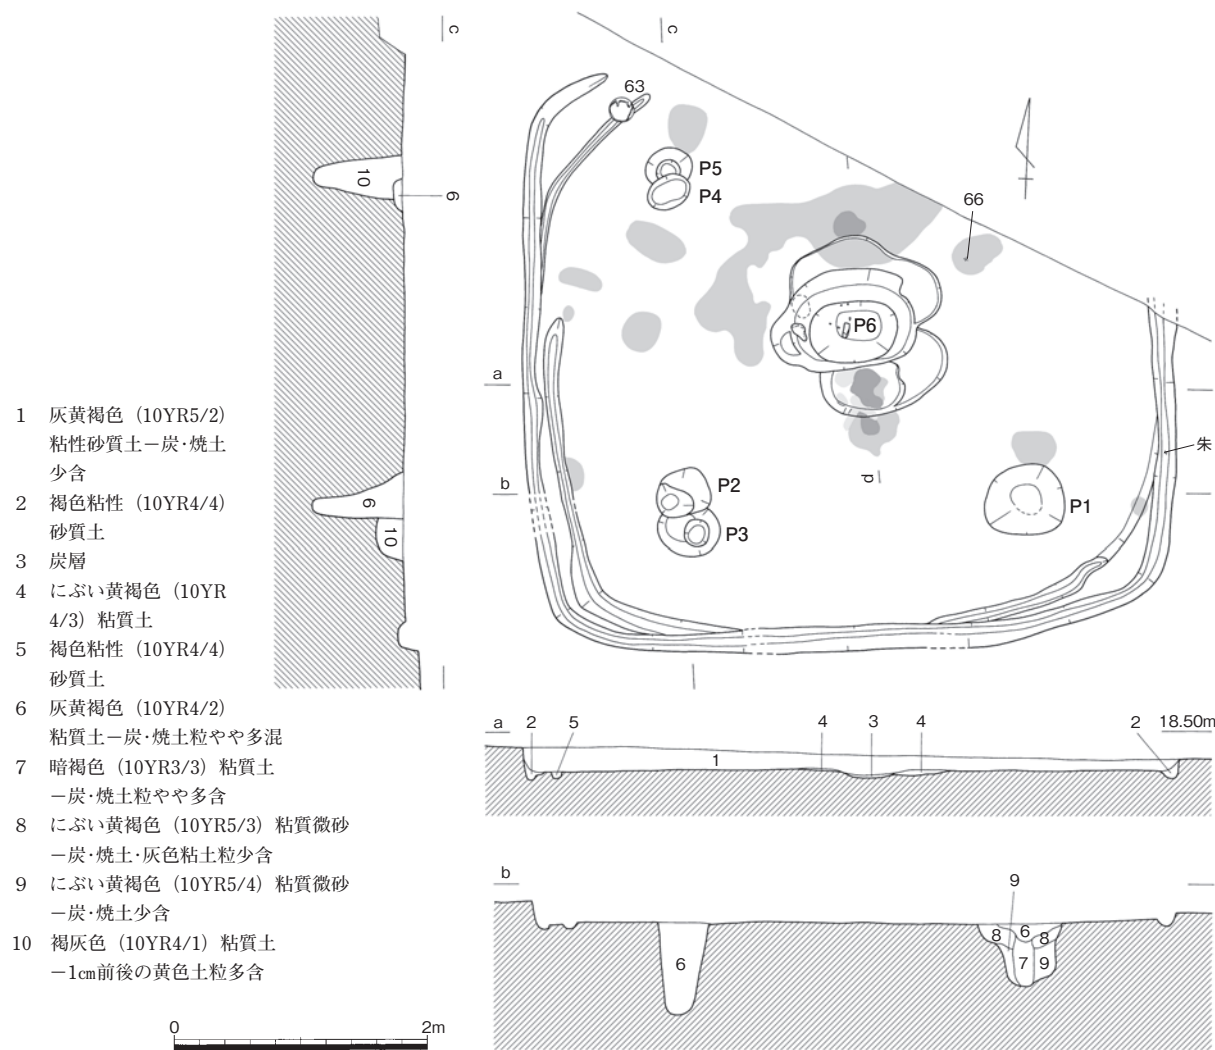 c
c
63
P5
P4
66
P6
a
b
P2
P3
P1
d
朱
10
6
6
10
1 灰黄褐色（10YR5/2）
粘性砂質土－炭･焼土
少含
2 褐色粘性（10YR4/4）
砂質土
3 炭層
4 にぶい黄褐色（10YR
4/3）粘質土
5 褐色粘性（10YR4/4）
砂質土
6 灰黄褐色（10YR4/2）
粘質土－炭･焼土粒やや多混
7 暗褐色（10YR3/3）粘質土
－炭･焼土粒やや多含
8 にぶい黄褐色（10YR5/3）粘質微砂
－炭･焼土･灰色粘土粒少含
9 にぶい黄褐色（10YR5/4）粘質微砂
－炭･焼土少含
10 褐灰色（10YR4/1）粘質土
－1㎝前後の黄色土粒多含
a 2 5 4 3 4 2 18.50m
1
b
9
6
8 6 8
7 9
0 2m